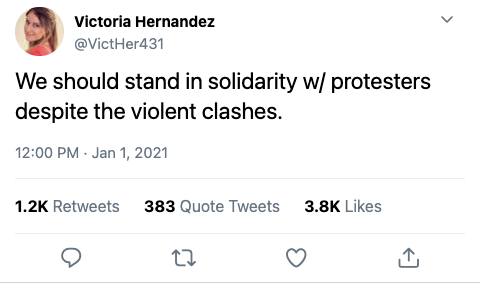 Victoria Hernandez
@VictHer431
We should stand in solidarity w/ protesters
despite the violent clashes.
12:00 PM · Jan 1, 2021
1.2K Retweets 383 Quote Tweets 3.8K Likes